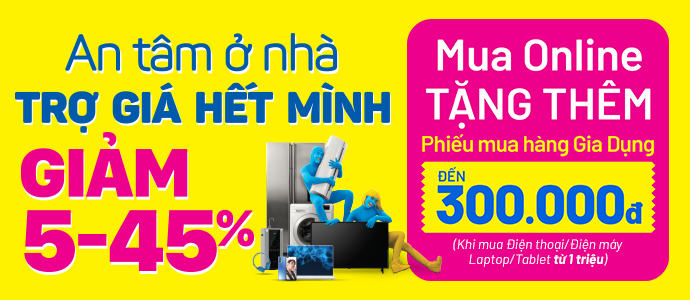 An tâm ở nhà
TRỢ GIÁ HẾT MÌNH
GIẢM
5-45%
Mua Online
TẶNG THÊM
Phiếu mua hàng Gia Dụng
ĐẾN
300.000đ
(Khi mua Điện thoại/Điện máy
Laptop/Tablet từ 1 triệu)